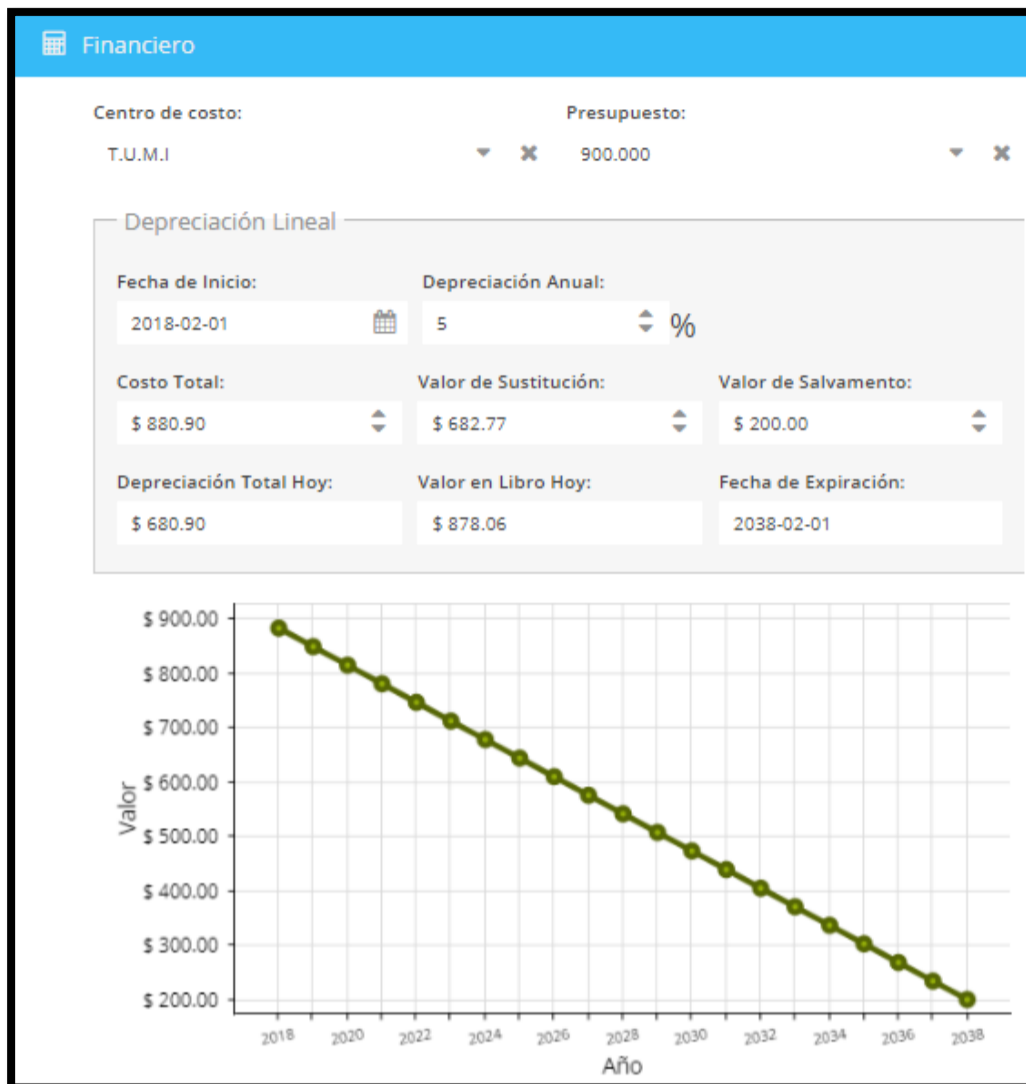 Financiero
Centro de costo: Presupuesto:
T.U.M.I 900.000
Depreciación Lineal
Fecha de Inicio: Depreciación Anual:
2018-02-01 5 %
Costo Total: Valor de Sustitución: Valor de Salvamento:
$ 880.90 $ 682.77 $ 200.00
Depreciación Total Hoy: Valor en Libro Hoy: Fecha de Expiración:
$ 680.90 $ 878.06 2038-02-01
$ 900.00
$ 800.00
$ 700.00
$ 600.00
$ 500.00
$ 400.00
$ 300.00
$ 200.00
Valor
2018 2020 2022 2024 2026 2028 2030 2032 2034 2036 2038
Año